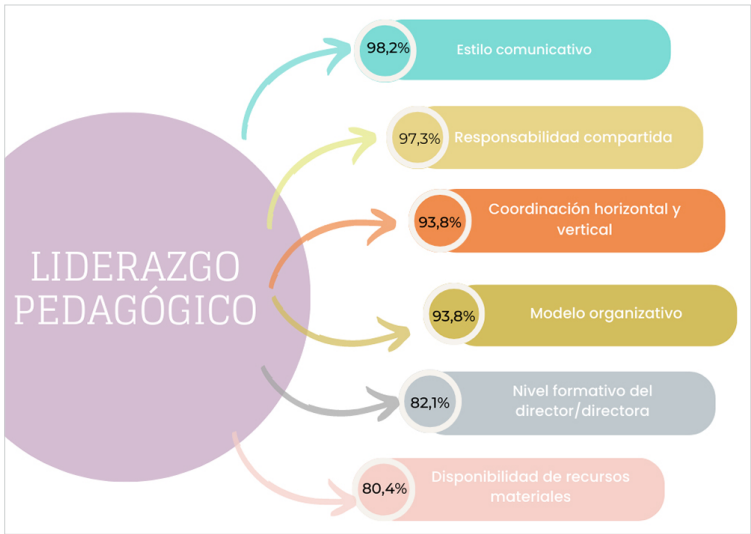 98,2%
Estilo comunicativo
97,3%
Responsabilidad compartida
93,8%
Coordinación horizontal y
vertical
LIDERAZGO
PEDAGÓGICO
93,8%
Modelo organizativo
82,1%
Nivel formativo del
director/directora
80,4%
Disponibilidad de recursos
materiales